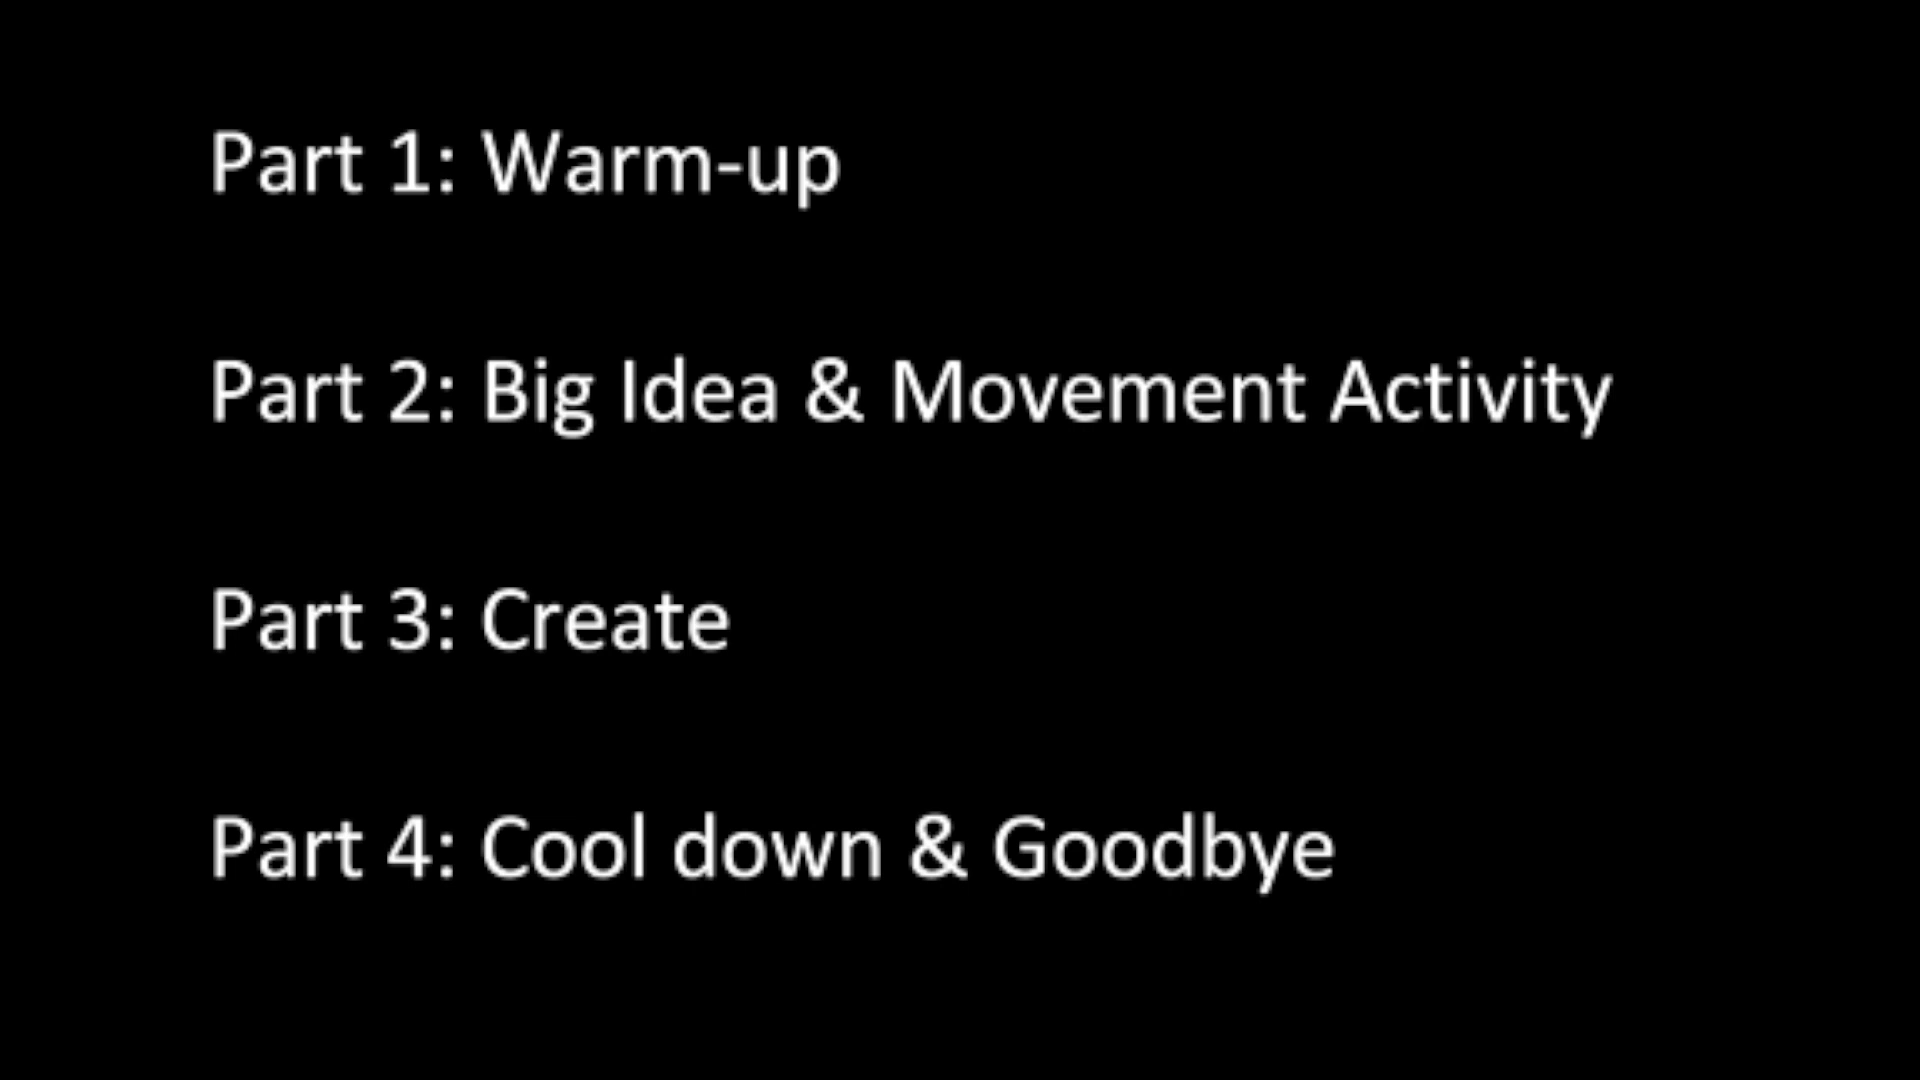 Part 1: Warm-up
Part 2: Big Idea & Movement Activity
Part 3: Create
Part 4: Cool down & Goodbye